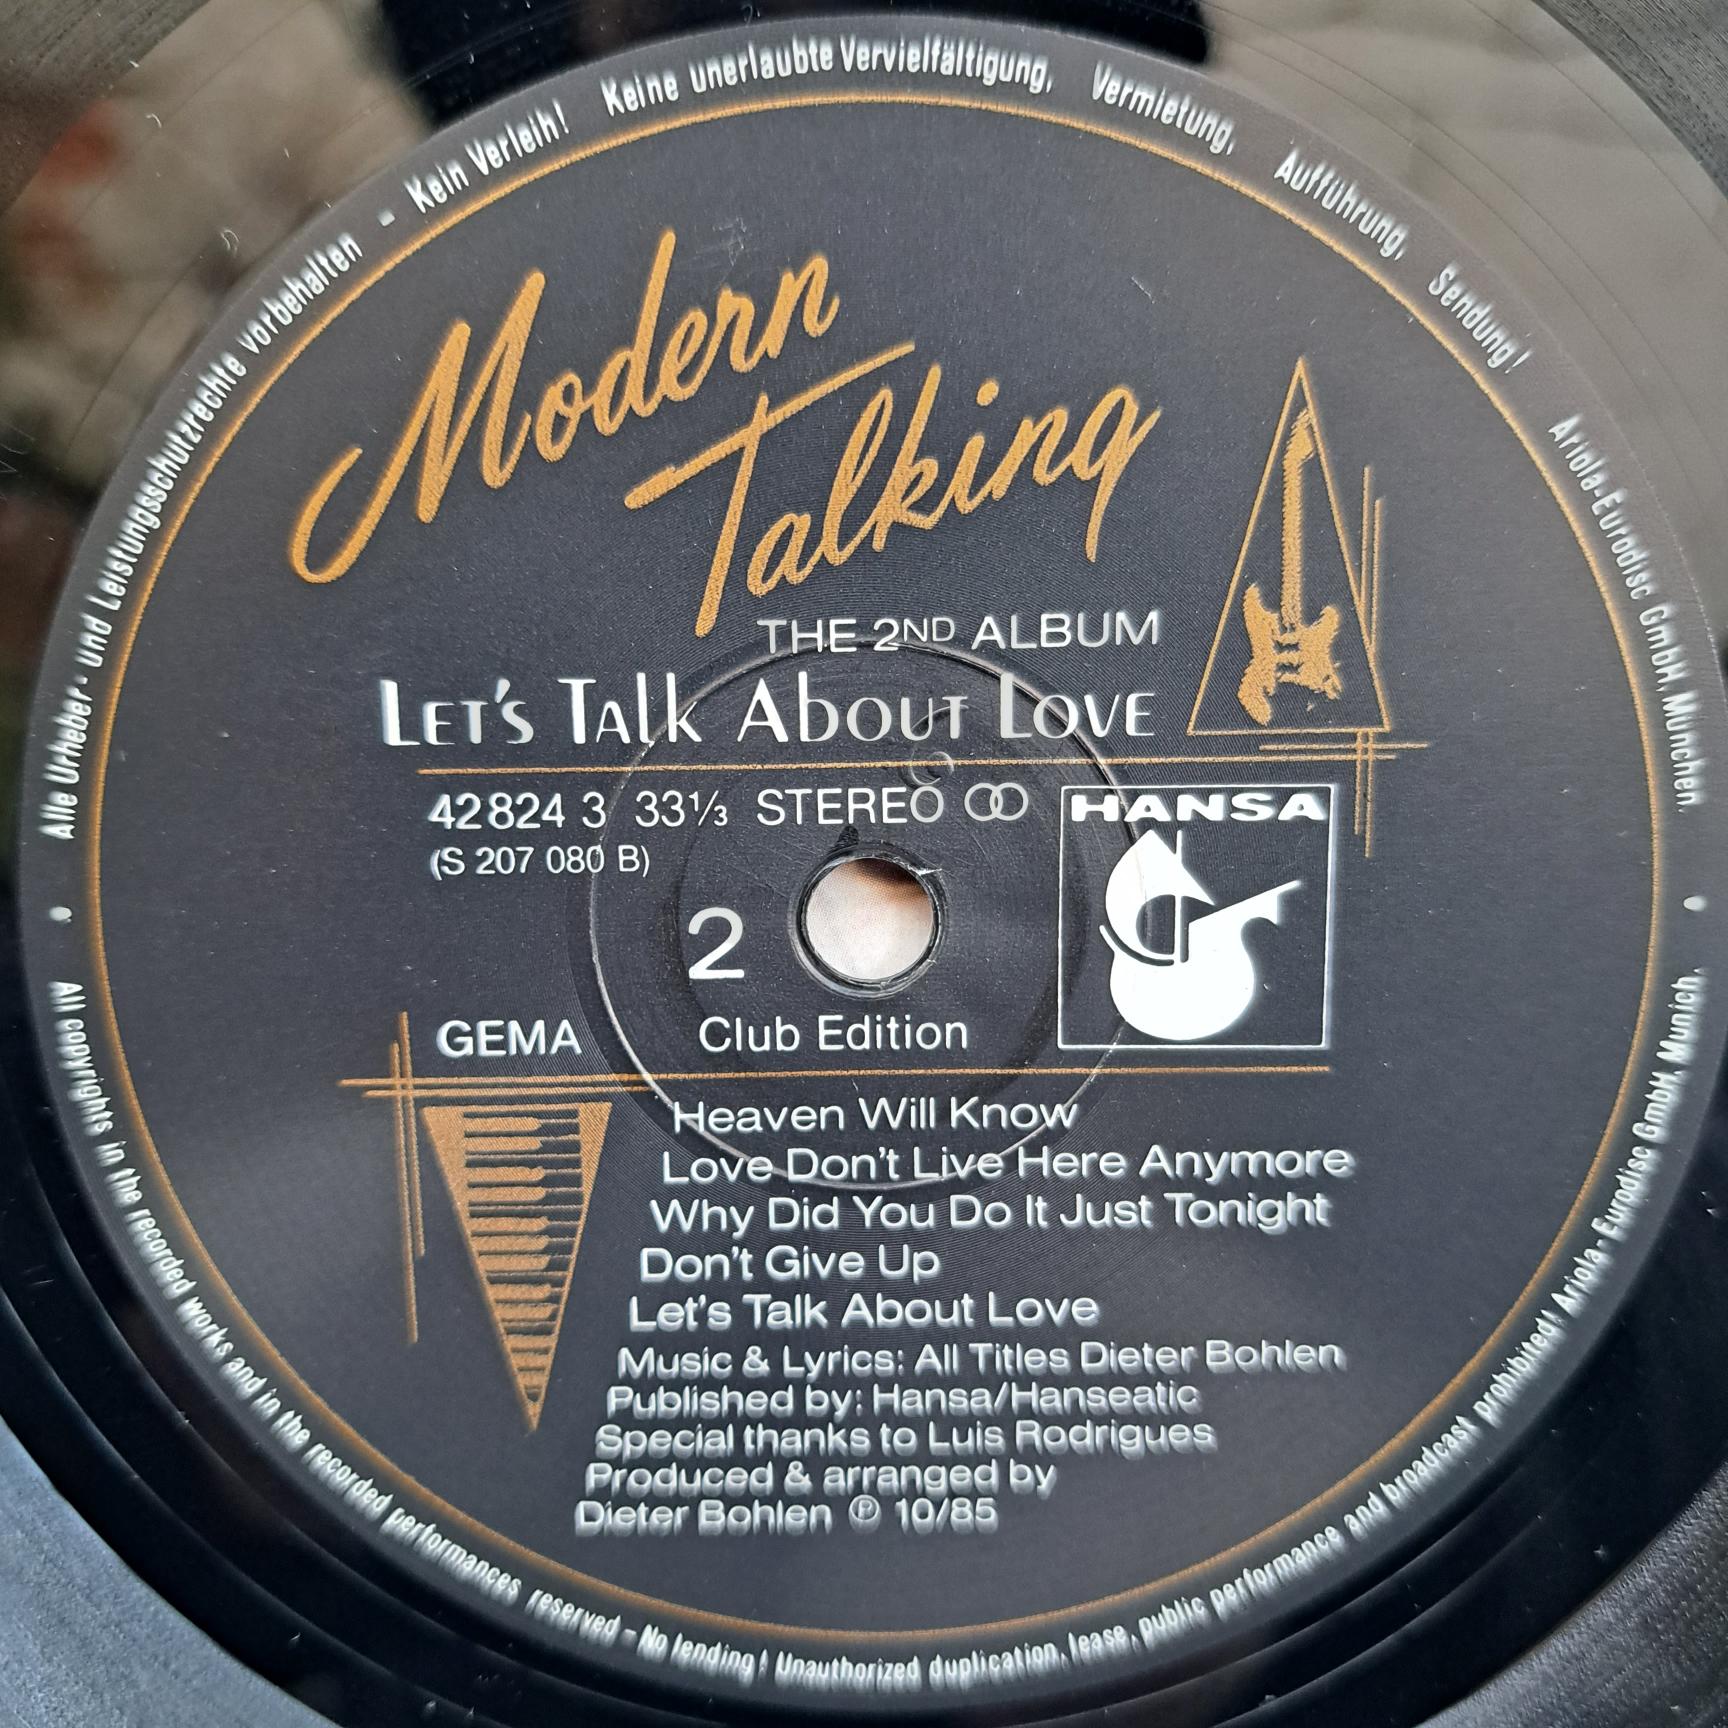 Alle Urheber- und Leistungsschutzrechte vorbehalten - Kein Verleih! Keine unerlaubte Vervielfältigung, Vermietung, Aufführung, Sendung! Ariola-Eurodisc GmbH, München.
Modern
Talking
THE 2ND ALBUM
LET'S TALK ABOUT LOVE
42 824 3 33⅓ STEREO
(S 207 080 B)
HANSA
2
GEMA
Club Edition
Heaven Will Know
Love Don't Live Here Anymore
Why Did You Do It Just Tonight
Don't Give Up
Let's Talk About Love
Music & Lyrics: All Titles Dieter Bohlen
Published by: Hansa/Hanseatic
Special thanks to Luis Rodrigues
Produced & arranged by
Dieter Bohlen ℗ 10/85
All copyrights in the recorded works and in the recorded performances reserved - No lending! Unauthorized duplication, lease, public performance and broadcast prohibited! Ariola-Eurodisc GmbH, Munich.